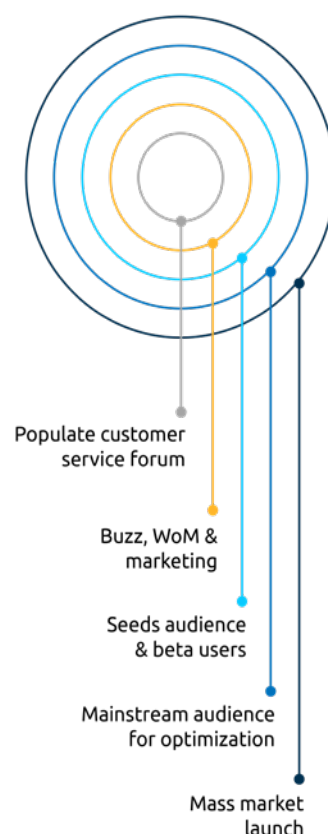 Populate customer
service forum
Buzz, WoM &
marketing
Seeds audience
& beta users
Mainstream audience
for optimization
Mass market
launch